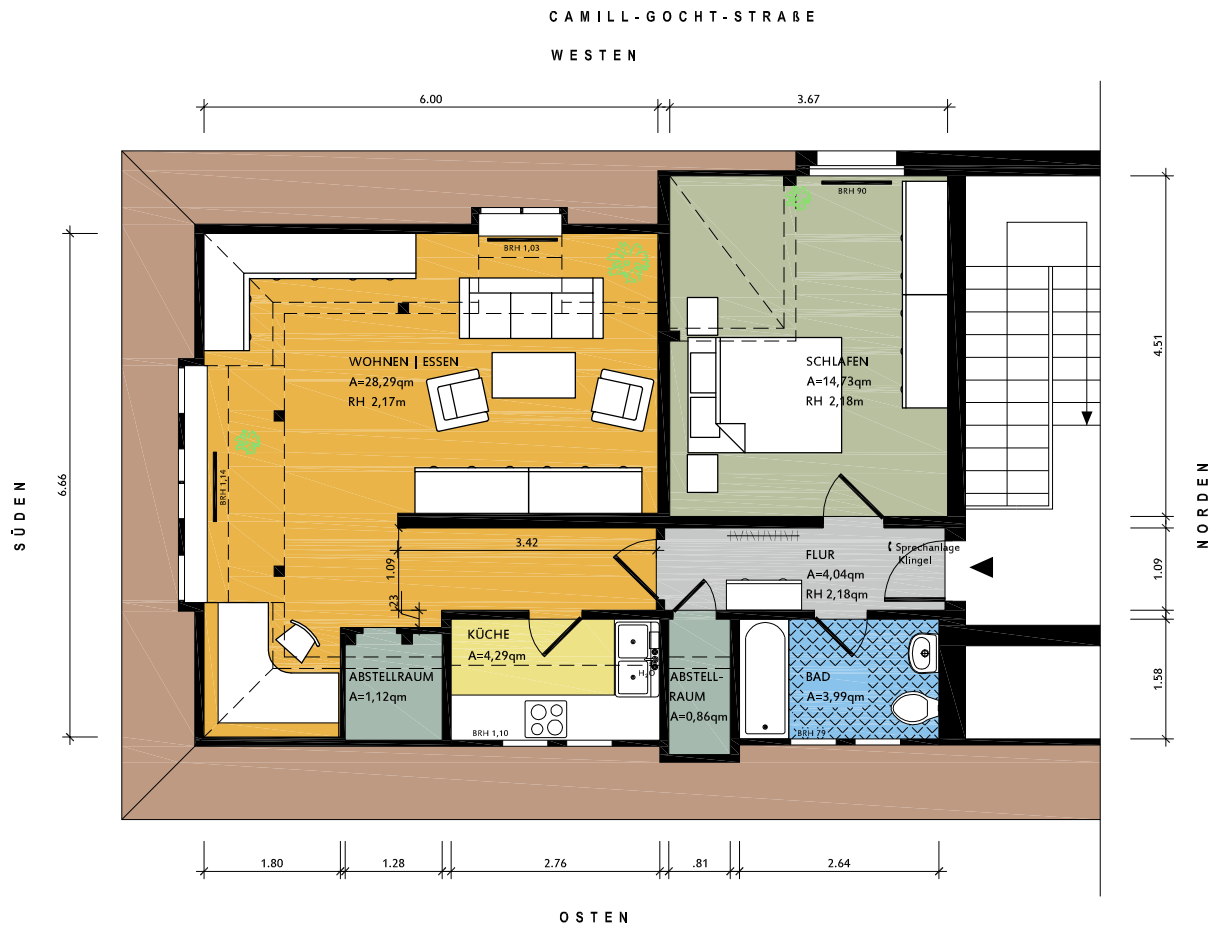 CAMILL-GOCHT-STRAßE
WESTEN
6.00
3.67
BRH 90
BRH 1,03
WOHNEN | ESSEN
A=28,29qm
RH 2,17m
SCHLAFEN
A=14,73qm
RH 2,18m
4.51
6.66
SÜDEN
BRH 1,14
NORDEN
3.42
1.09
23
FLUR
A=4,04qm
RH 2,18qm
Sprechanlage
Klingel
1.09
KÜCHE
A=4,29qm
H₂O
ABSTELLRAUM
A=1,12qm
ABSTELL-
RAUM
A=0,86qm
BAD
A=3,99qm
1.58
BRH 1,10
BRH 79
1.80
1.28
2.76
.81
2.64
OSTEN